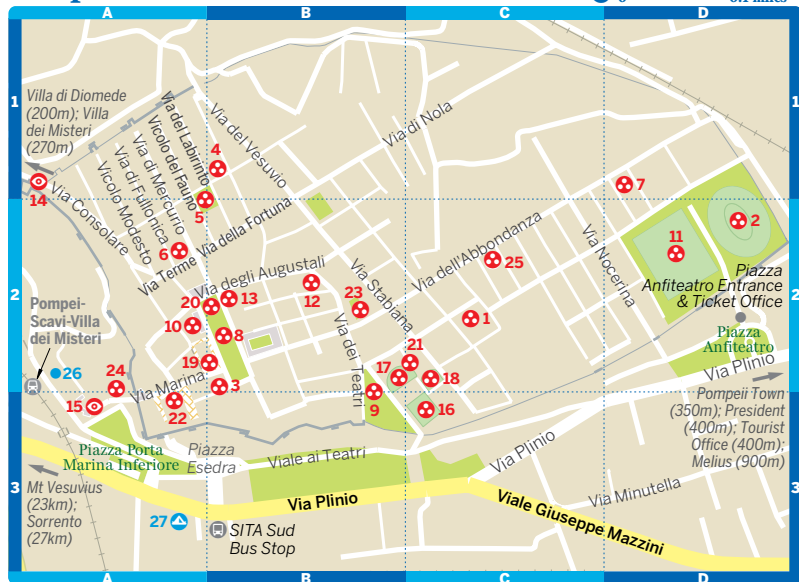 A
B
C
D
1
1
Villa di Diomede
(200m); Villa
dei Misteri
(270m)
Via del Labirinto
Vicolo del Fauno
Via di Mercurio
Via di Fullonica
Vicolo Modesto
Via Consolare
Via del Vesuvio
Via di Nola
4
5
6
7
14
Via Terme
Via della Fortuna
2
2
2
11
25
Via dell'Abbondanza
Via Nocerina
Via degli Augustali
Via Stabiana
Piazza
Anfiteatro Entrance
& Ticket Office
Piazza
Anfiteatro
Via Plinio
Pompei-
Scavi-Villa
dei Misteri
20
13
12
23
10
8
1
19
21
17
18
26
24
Via Marina
3
Via dei Teatri
15
22
9
16
Pompeii Town
(350m); President
(400m); Tourist
Office (400m);
Melius (900m)
Piazza Porta
Marina Inferiore
Piazza
Esedra
Viale ai Teatri
Via Plinio
3
3
Mt Vesuvius
(23km);
Sorrento
(27km)
Via Plinio
Viale Giuseppe Mazzini
Via Minutella
27
SITA Sud
Bus Stop
A
B
C
D